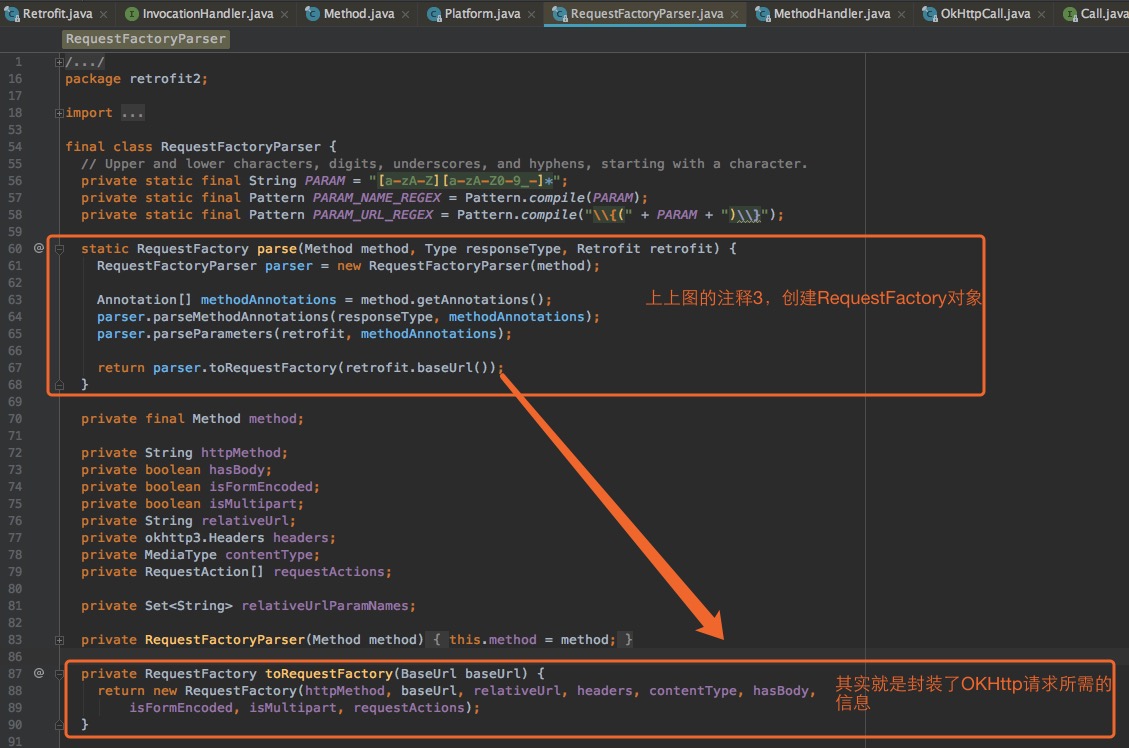 Retrofit.java × InvocationHandler.java × Method.java × Platform.java × RequestFactoryParser.java × MethodHandler.java × OkHttpCall.java × Call.java
RequestFactoryParser
1 /.../
16 package retrofit2;
17
18 import ...
53
54 final class RequestFactoryParser {
55 // Upper and lower characters, digits, underscores, and hyphens, starting with a character.
56 private static final String PARAM = "[a-zA-Z][a-zA-Z0-9_-]*";
57 private static final Pattern PARAM_NAME_REGEX = Pattern.compile(PARAM);
58 private static final Pattern PARAM_URL_REGEX = Pattern.compile("\\{(" + PARAM + ")\\}");
59
60 @ static RequestFactory parse(Method method, Type responseType, Retrofit retrofit) {
61 RequestFactoryParser parser = new RequestFactoryParser(method);
62
63 Annotation[] methodAnnotations = method.getAnnotations();
上上图的注释3，创建RequestFactory对象
64 parser.parseMethodAnnotations(responseType, methodAnnotations);
65 parser.parseParameters(retrofit, methodAnnotations);
66
67 return parser.toRequestFactory(retrofit.baseUrl());
68 }
69
70 private final Method method;
71
72 private String httpMethod;
73 private boolean hasBody;
74 private boolean isFormEncoded;
75 private boolean isMultipart;
76 private String relativeUrl;
77 private okhttp3.Headers headers;
78 private MediaType contentType;
79 private RequestAction[] requestActions;
80
81 private Set<String> relativeUrlParamNames;
82
83 private RequestFactoryParser(Method method) { this.method = method; }
86
87 @ private RequestFactory toRequestFactory(BaseUrl baseUrl) {
88 return new RequestFactory(httpMethod, baseUrl, relativeUrl, headers, contentType, hasBody,
其实就是封装了OKHttp请求所需的
信息
89 isFormEncoded, isMultipart, requestActions);
90 }
91